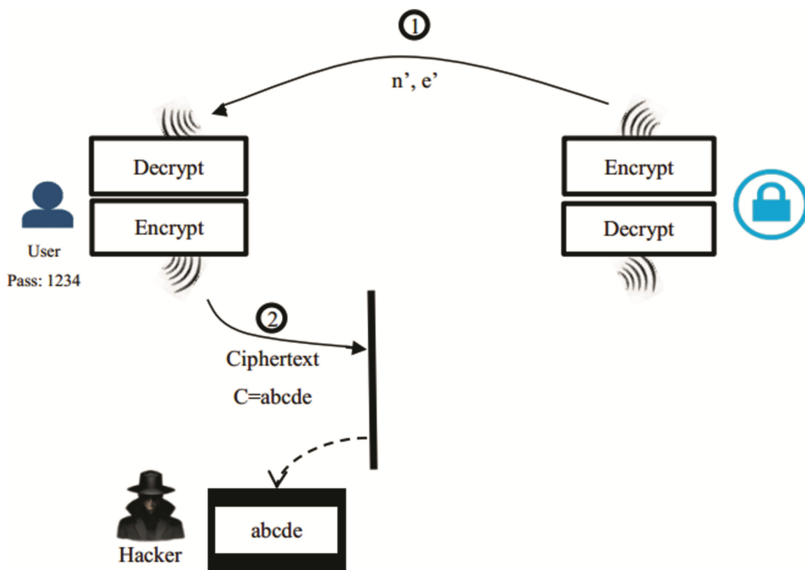 1
n’, e’
Decrypt
Encrypt
Encrypt
Decrypt
User
Pass: 1234
2
Ciphertext
C=abcde
abcde
Hacker